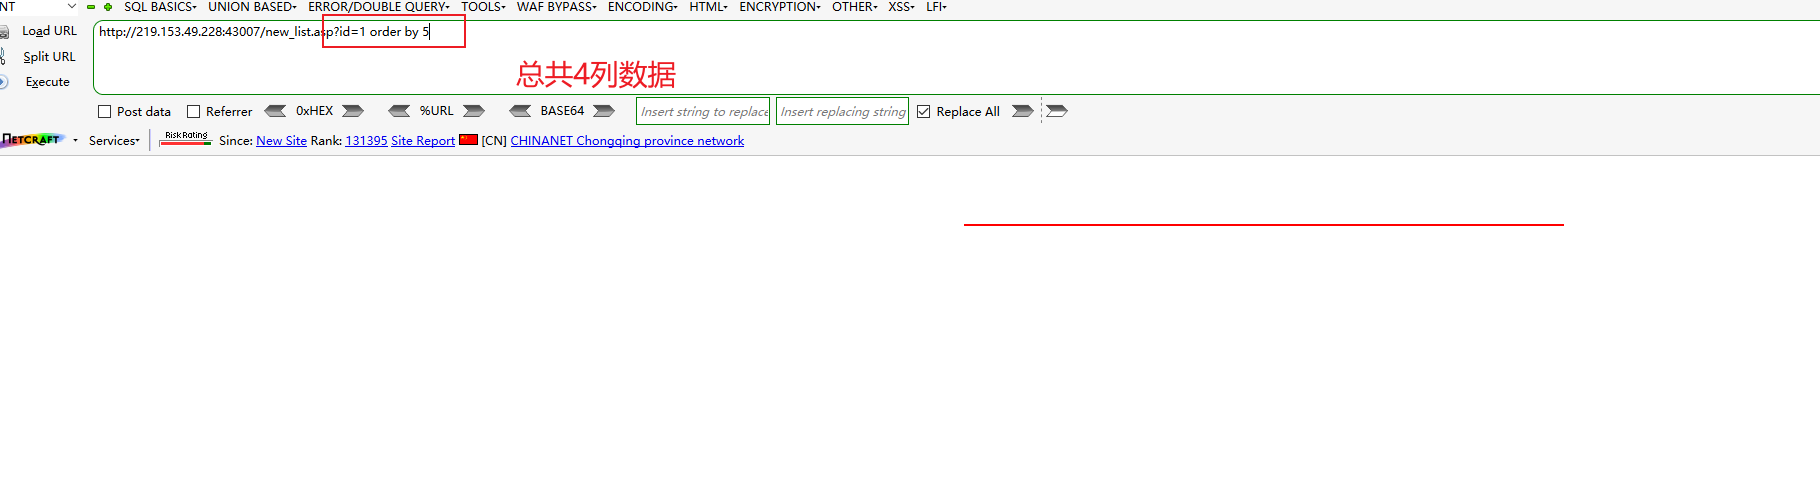 NT SQL BASICS UNION BASED ERROR/DOUBLE QUERY TOOLS WAF BYPASS ENCODING HTML ENCRYPTION OTHER XSS LFI
Load URL http://219.153.49.228:43007/new_list.asp?id=1 order by 5
Split URL
总共4列数据
Execute
Post data Referrer 0xHEX %URL BASE64 Insert string to replace Insert replacing string Replace All
NETCRAFT Services Risk Rating Since: New Site Rank: 131395 Site Report [CN] CHINANET Chongqing province network